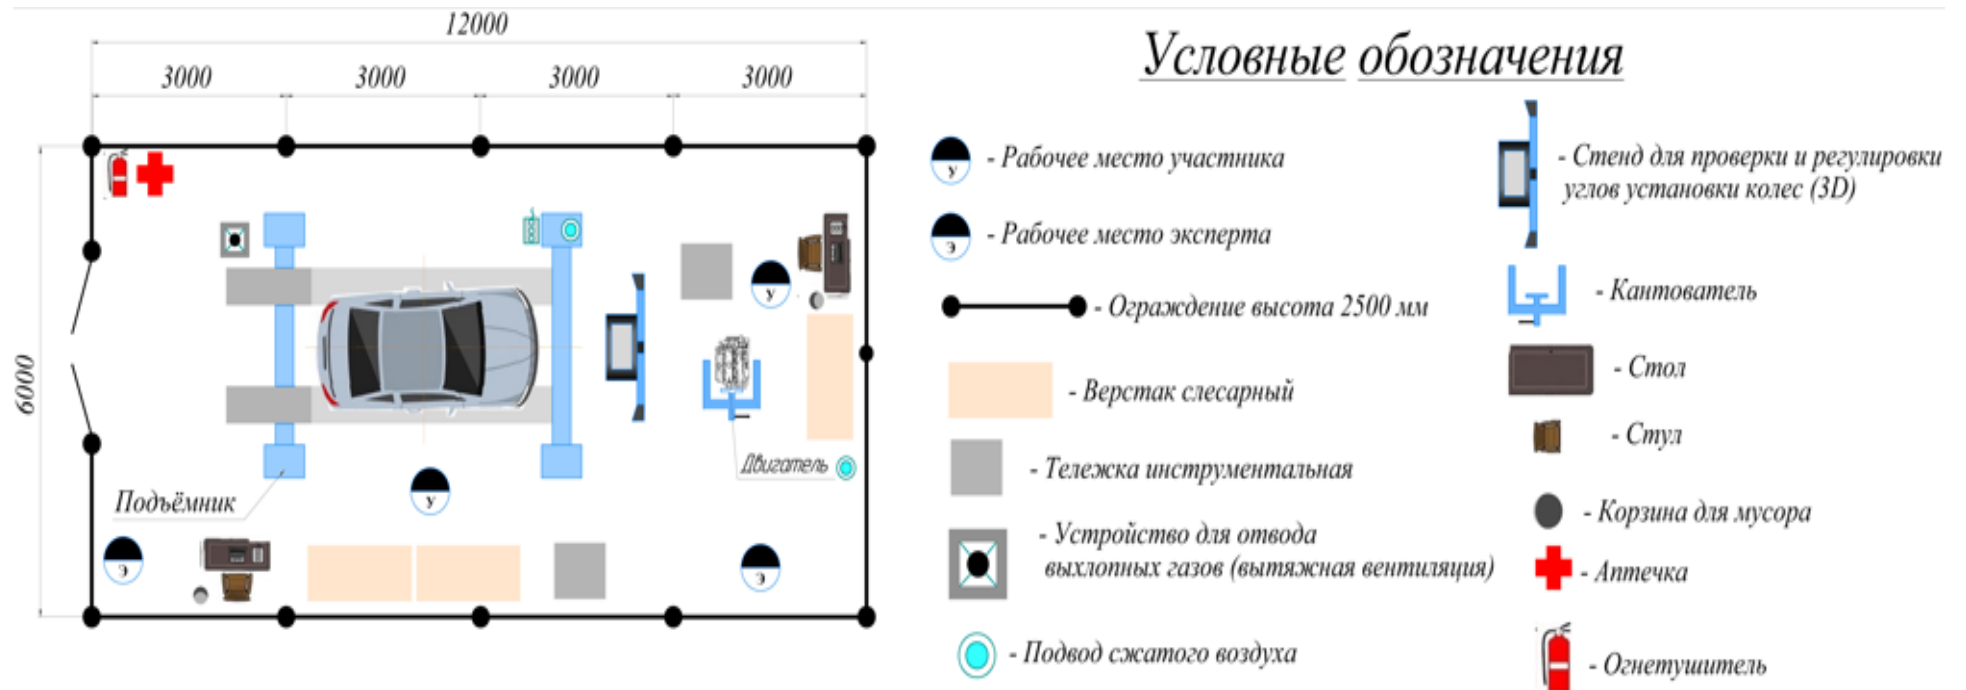 12000
3000 3000 3000 3000
6000
Подъёмник
Двигатель
У
У
Э
Э
Условные обозначения
У - Рабочее место участника
Э - Рабочее место эксперта
- Ограждение высота 2500 мм
- Верстак слесарный
- Тележка инструментальная
- Устройство для отвода
выхлопных газов (вытяжная вентиляция)
- Подвод сжатого воздуха
- Стенд для проверки и регулировки
углов установки колес (3D)
- Кантователь
- Стол
- Стул
- Корзина для мусора
- Аптечка
- Огнетушитель